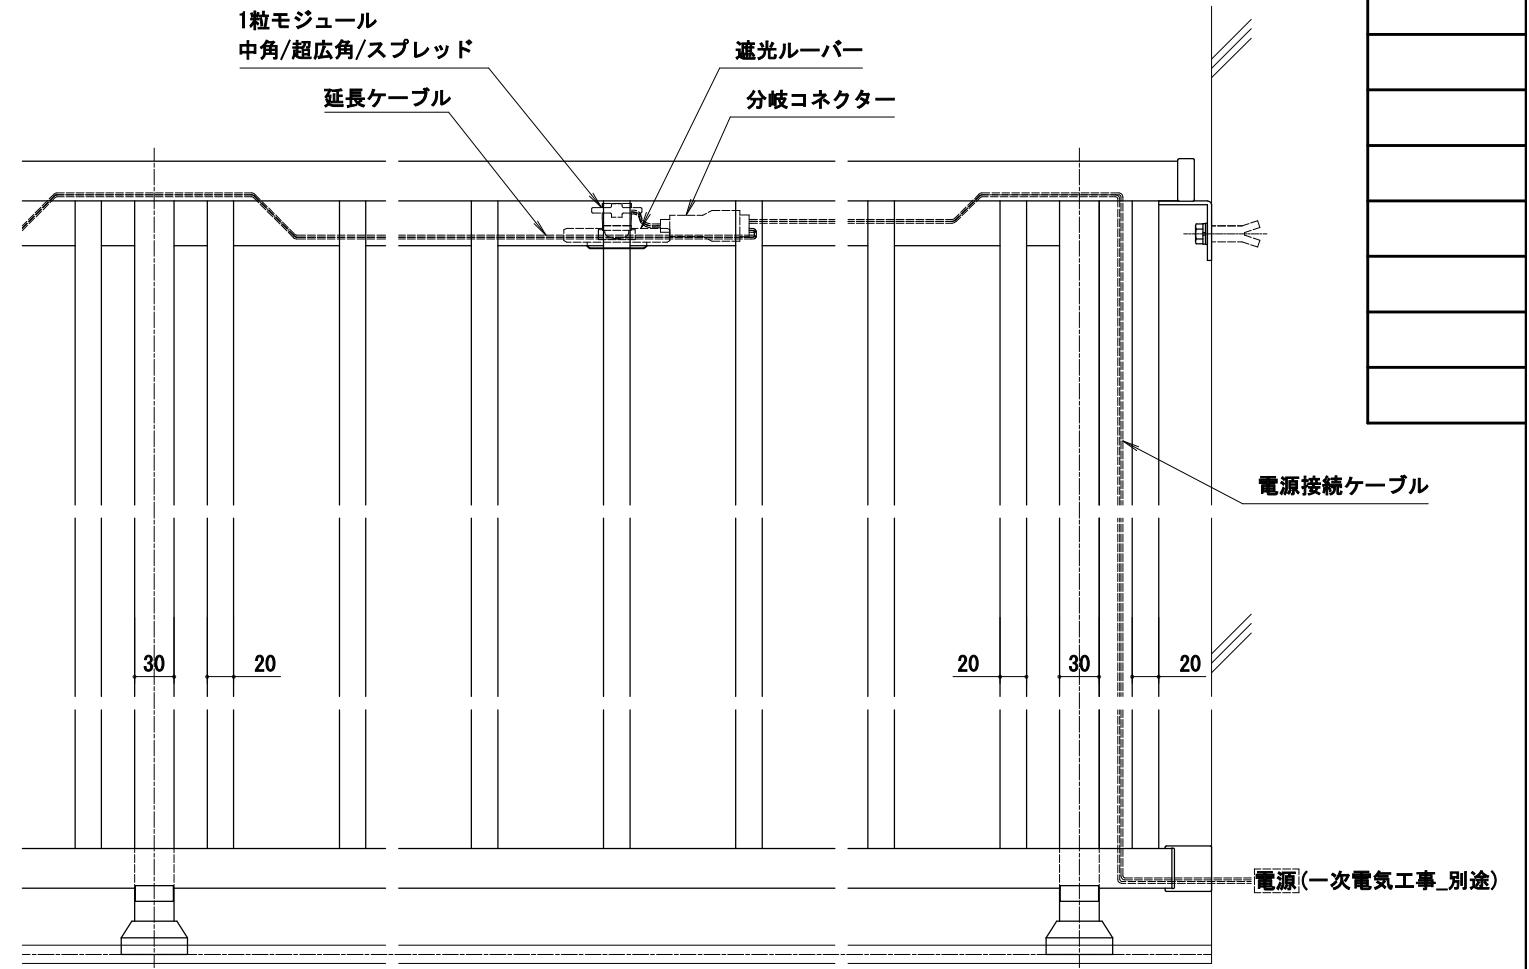 1粒モジュール
中角/超広角/スプレッド
遮光ルーバー
延長ケーブル
分岐コネクター
電源接続ケーブル
30
20
20
30
20
電源(一次電気工事_別途)